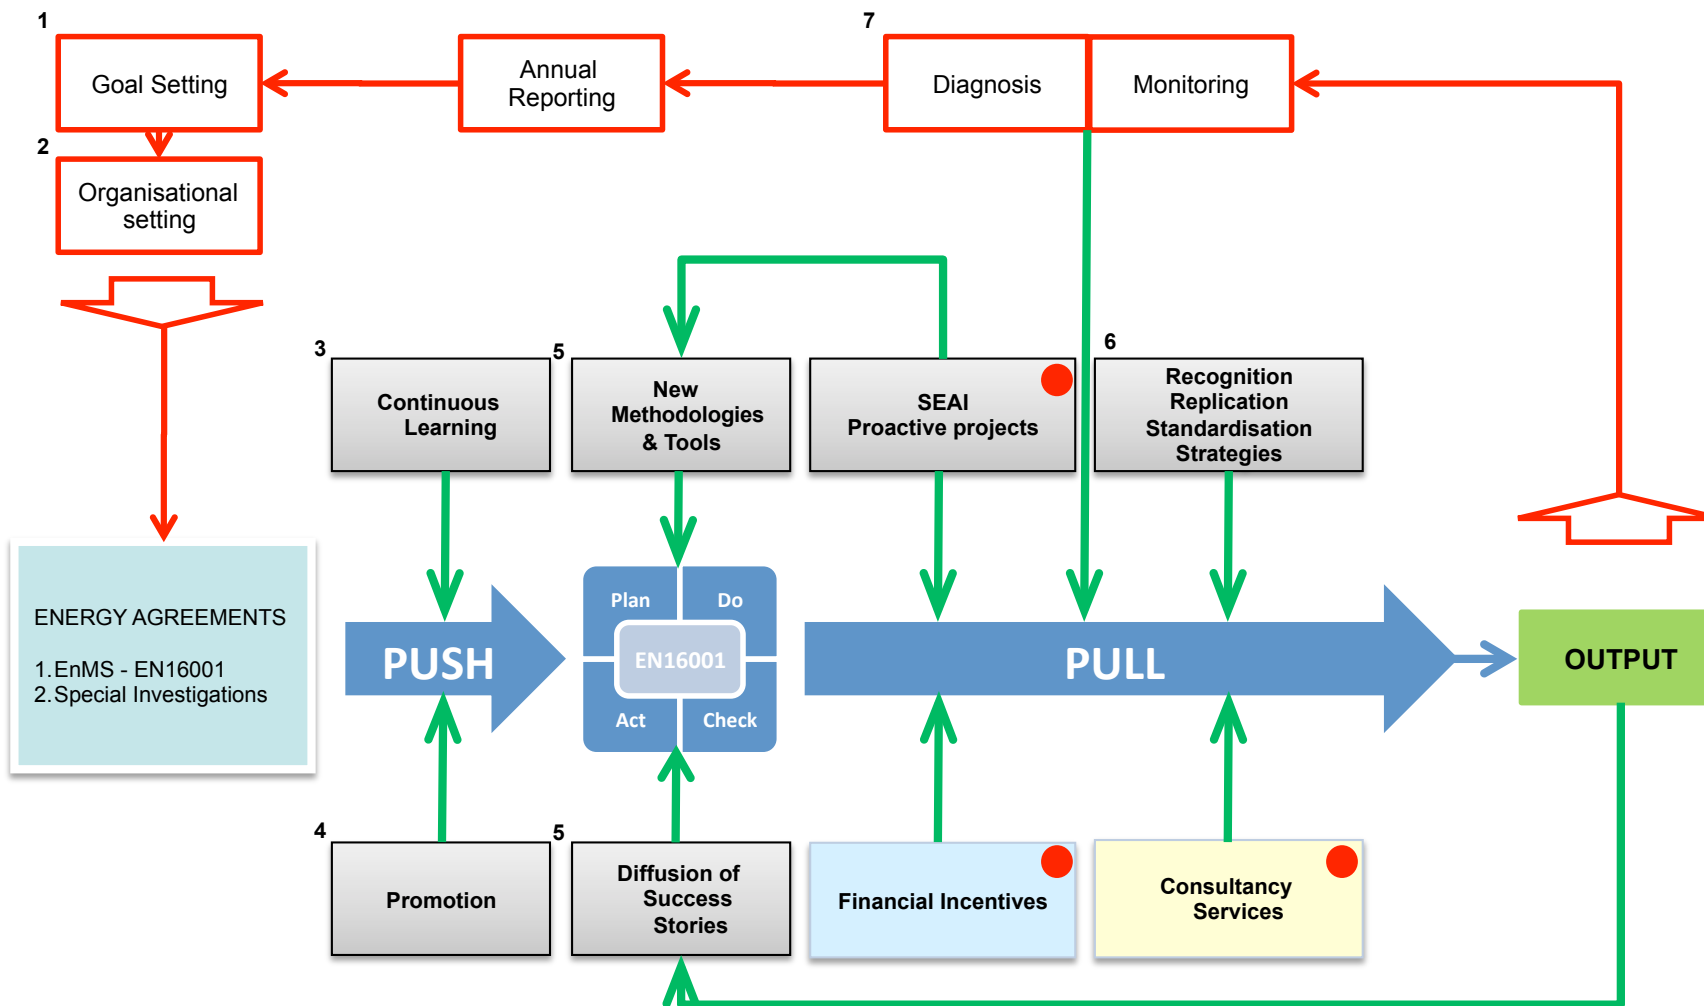 1
Goal Setting
Annual
Reporting
7
Diagnosis
Monitoring
2
Organisational
setting
3
Continuous
Learning
5
New
Methodologies
& Tools
SEAI
Proactive projects
6
Recognition
Replication
Standardisation
Strategies
ENERGY AGREEMENTS
1.EnMS - EN16001
2.Special Investigations
PUSH
Plan
Do
EN16001
Act
Check
PULL
OUTPUT
4
Promotion
5
Diffusion of
Success
Stories
Financial Incentives
Consultancy
Services